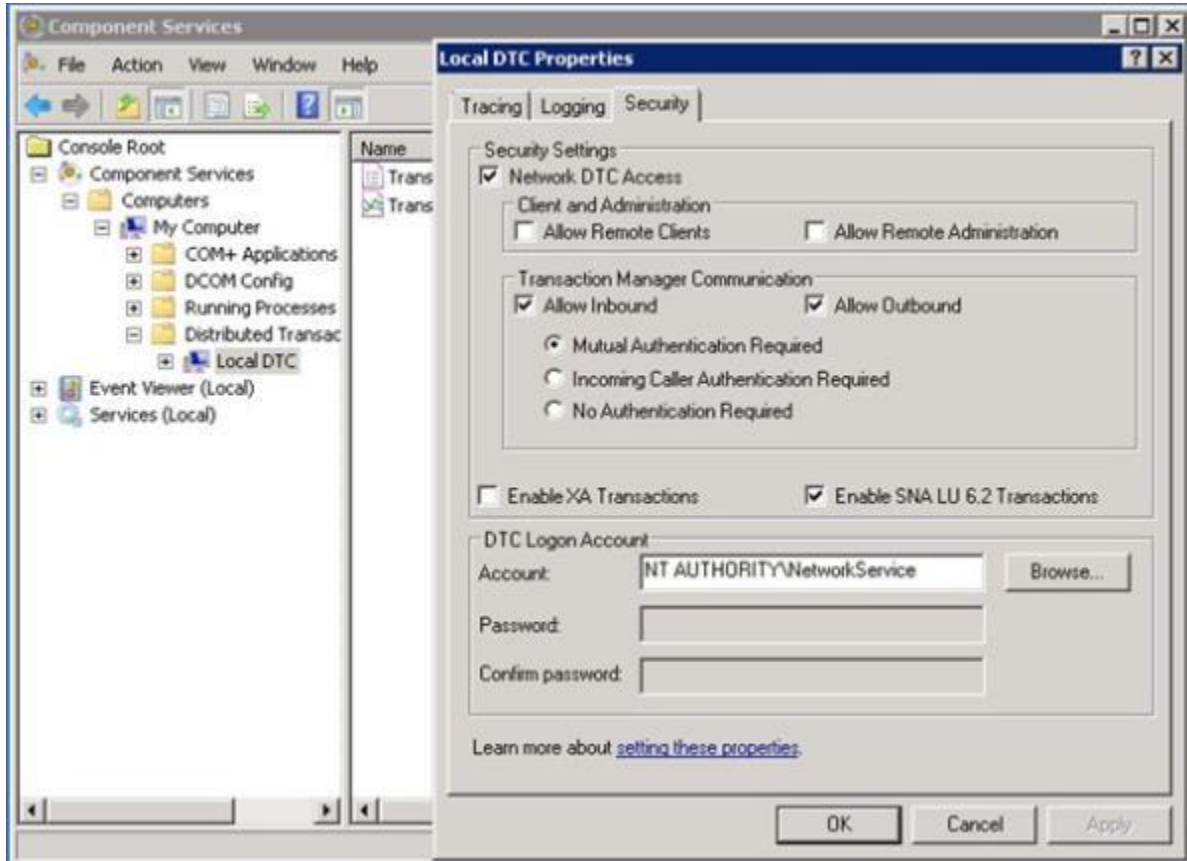 Component Services
File Action View Window Help
Console Root
Component Services
Computers
My Computer
COM+ Applications
DCOM Config
Running Processes
Distributed Transac
Local DTC
Event Viewer (Local)
Services (Local)
Name
Trans
Trans
Local DTC Properties
Tracing Logging Security
Security Settings
Network DTC Access
Client and Administration
Allow Remote Clients Allow Remote Administration
Transaction Manager Communication
Allow Inbound Allow Outbound
Mutual Authentication Required
Incoming Caller Authentication Required
No Authentication Required
Enable XA Transactions Enable SNA LU 6.2 Transactions
DTC Logon Account
Account: NT AUTHORITY\NetworkService Browse...
Password:
Confirm password:
Learn more about setting these properties.
OK Cancel Apply